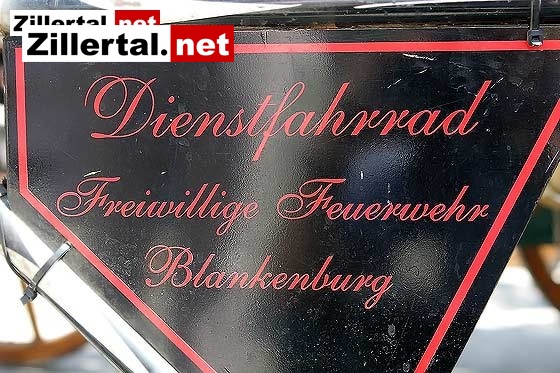 Zillertal.net
Zillertal.net
Dienstfahrrad
Freiwillige Feuerwehr
Blankenburg